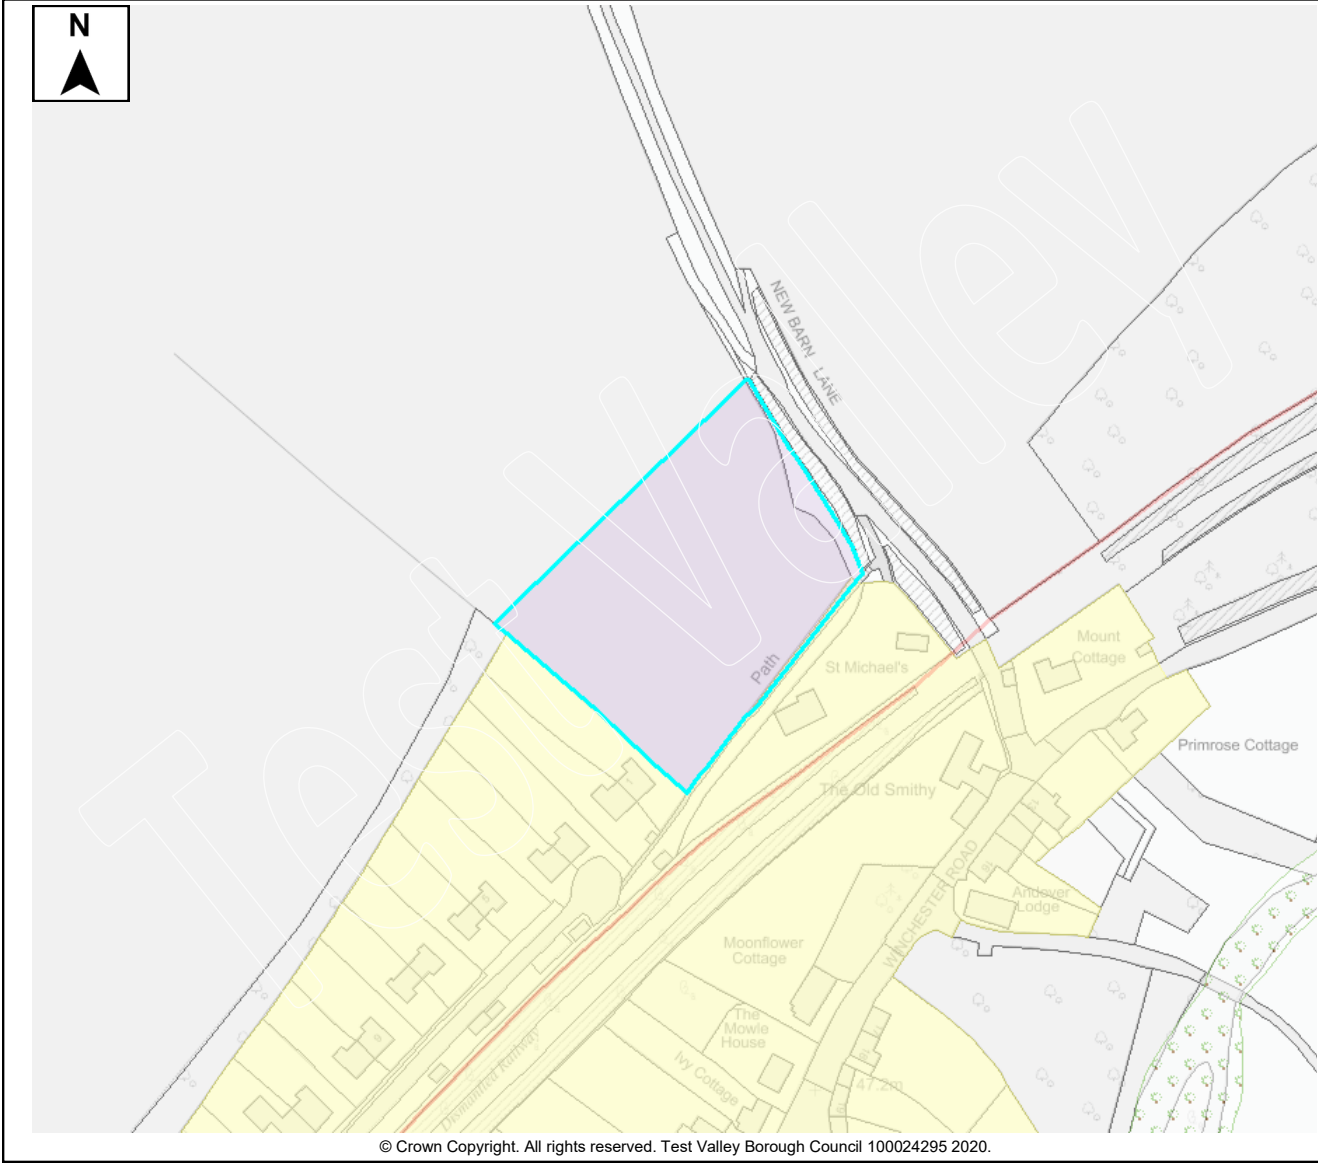 N
NEW BARN LANE
Path
St Michael's
Mount
Cottage
Primrose Cottage
The Old Smithy
WINCHESTER ROAD
Andover
Lodge
Moonflower
Cottage
The
Mowle
House
Ivy Cottage
47.2m
Dismantled Railway
Test Valley
© Crown Copyright. All rights reserved. Test Valley Borough Council 100024295 2020.